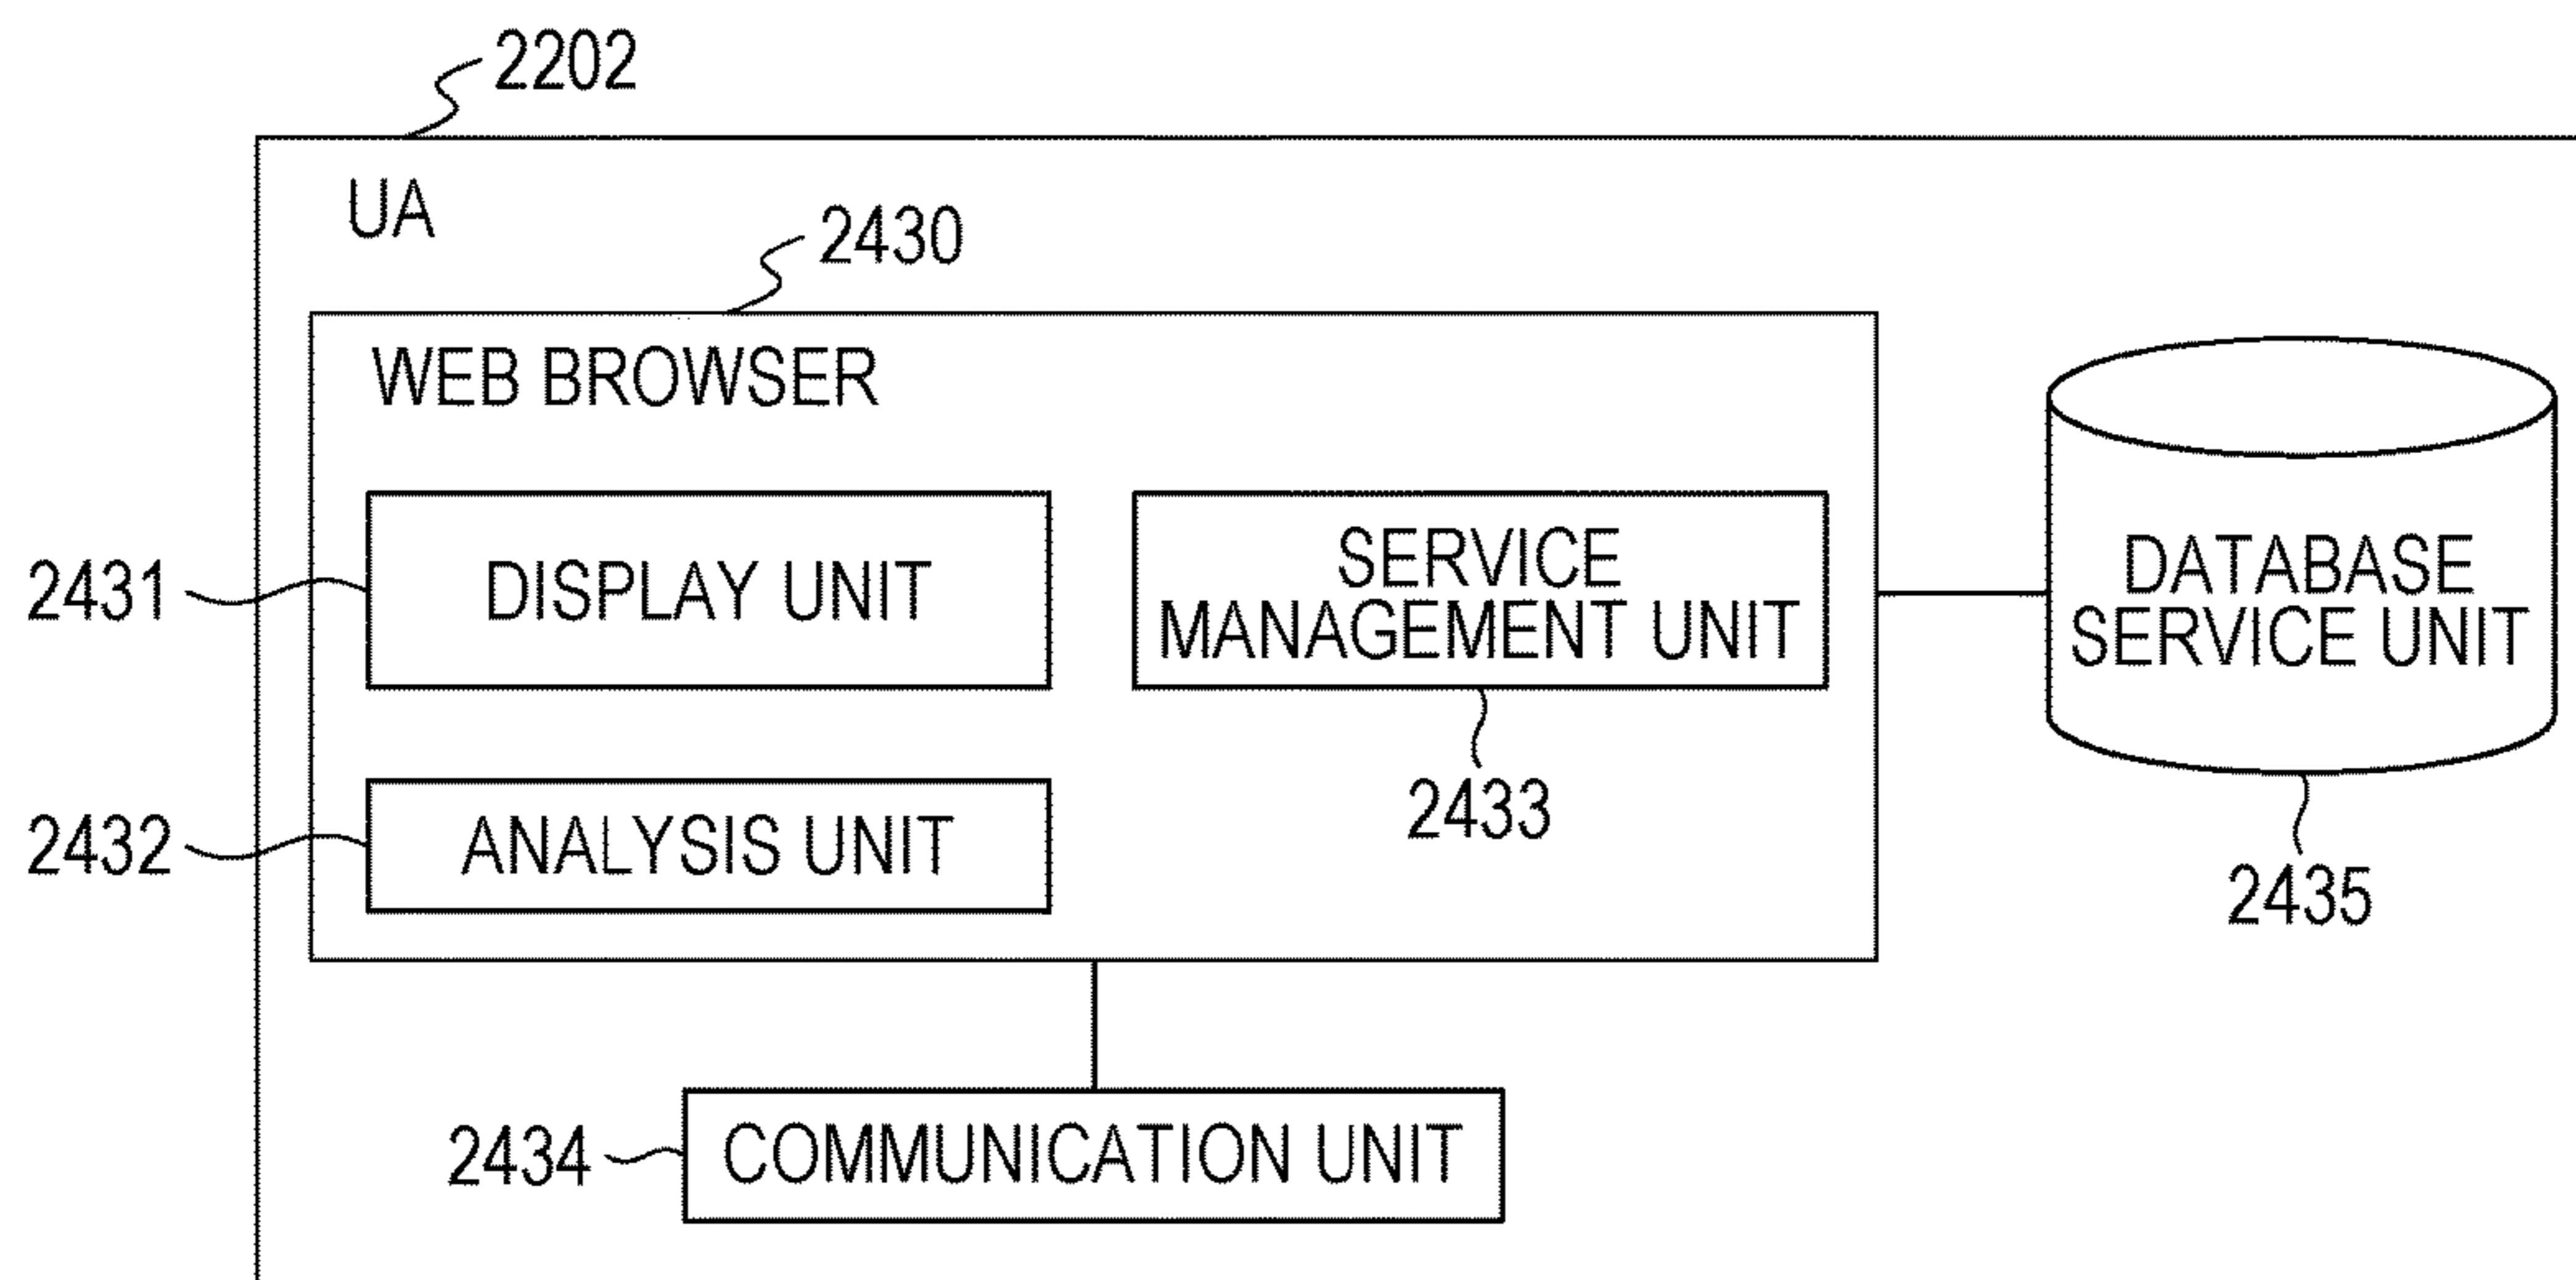 2202
UA
2430
WEB BROWSER
2431
DISPLAY UNIT
SERVICE
MANAGEMENT UNIT
2433
DATABASE
SERVICE UNIT
2435
2432
ANALYSIS UNIT
2434
COMMUNICATION UNIT